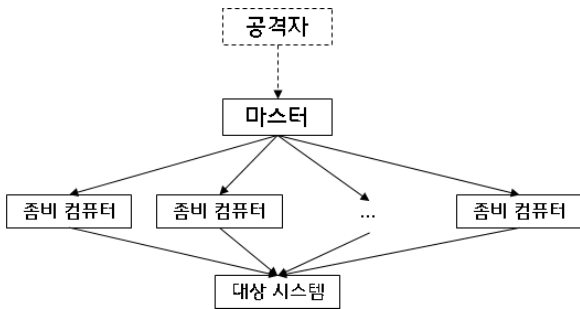 공격자
마스터
좀비 컴퓨터
좀비 컴퓨터
...
좀비 컴퓨터
대상 시스템